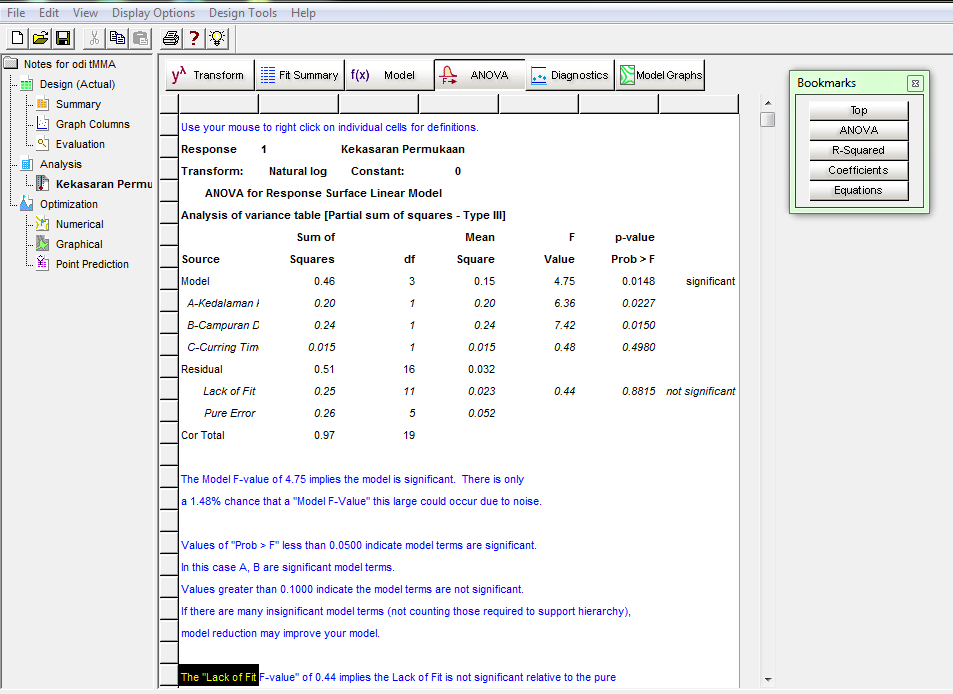 File Edit View Display Options Design Tools Help
Notes for odi tMMA
Design (Actual)
Summary
Graph Columns
Evaluation
Analysis
Kekasaran Permu
Optimization
Numerical
Graphical
Point Prediction
yλ Transform Fit Summary f(x) Model ANOVA Diagnostics Model Graphs
Use your mouse to right click on individual cells for definitions.
Response 1 Kekasaran Permukaan
Transform: Natural log Constant: 0
ANOVA for Response Surface Linear Model
Analysis of variance table [Partial sum of squares - Type III]
Sum of Mean F p-value
Source Squares df Square Value Prob > F
Model 0.46 3 0.15 4.75 0.0148 significant
A-Kedalaman 0.20 1 0.20 6.36 0.0227
B-Campuran D 0.24 1 0.24 7.42 0.0150
C-Curring Tim 0.015 1 0.015 0.48 0.4980
Residual 0.51 16 0.032
Lack of Fit 0.25 11 0.023 0.44 0.8815 not significant
Pure Error 0.26 5 0.052
Cor Total 0.97 19
The Model F-value of 4.75 implies the model is significant. There is only
a 1.48% chance that a "Model F-Value" this large could occur due to noise.
Values of "Prob > F" less than 0.0500 indicate model terms are significant.
In this case A, B are significant model terms.
Values greater than 0.1000 indicate the model terms are not significant.
If there are many insignificant model terms (not counting those required to support hierarchy),
model reduction may improve your model.
The "Lack of Fit F-value" of 0.44 implies the Lack of Fit is not significant relative to the pure
Bookmarks
Top
ANOVA
R-Squared
Coefficients
Equations